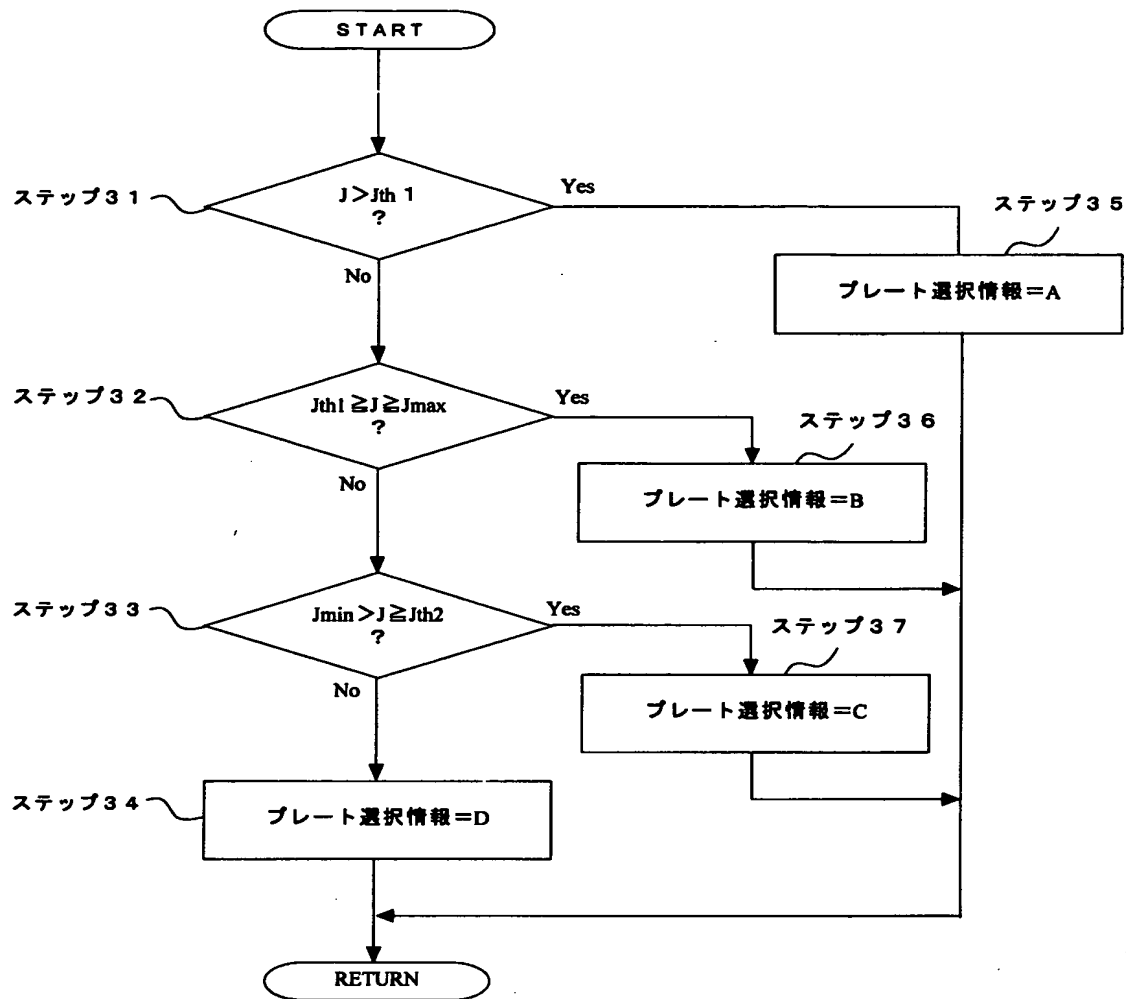 START
ステップ31
J>Jth 1
?
Yes
No
ステップ35
プレート選択情報=A
ステップ32
Jth1≧J≧Jmax
?
Yes
No
ステップ36
プレート選択情報=B
ステップ33
Jmin>J≧Jth2
?
Yes
No
ステップ37
プレート選択情報=C
ステップ34
プレート選択情報=D
RETURN